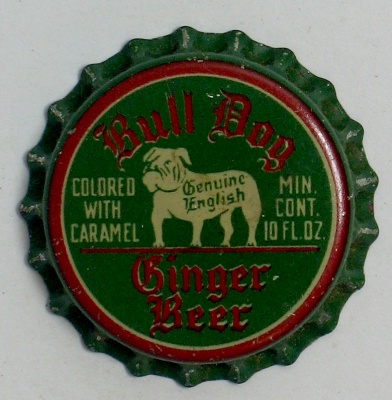 Bull Dog
COLORED
WITH
CARAMEL
Genuine
English
MIN.
CONT.
10 FL. OZ.
Ginger
Beer